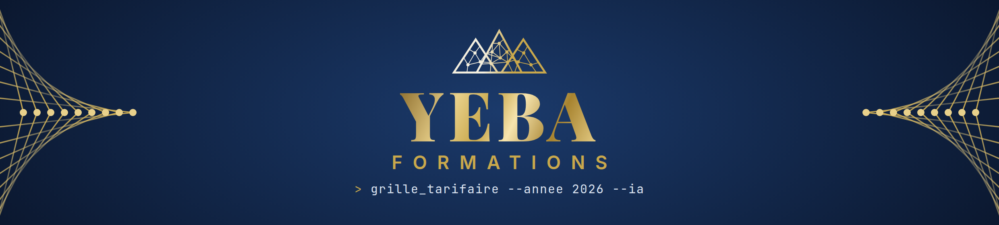 YEBA
FORMATIONS
> grille_tarifaire --annee 2026 --ia